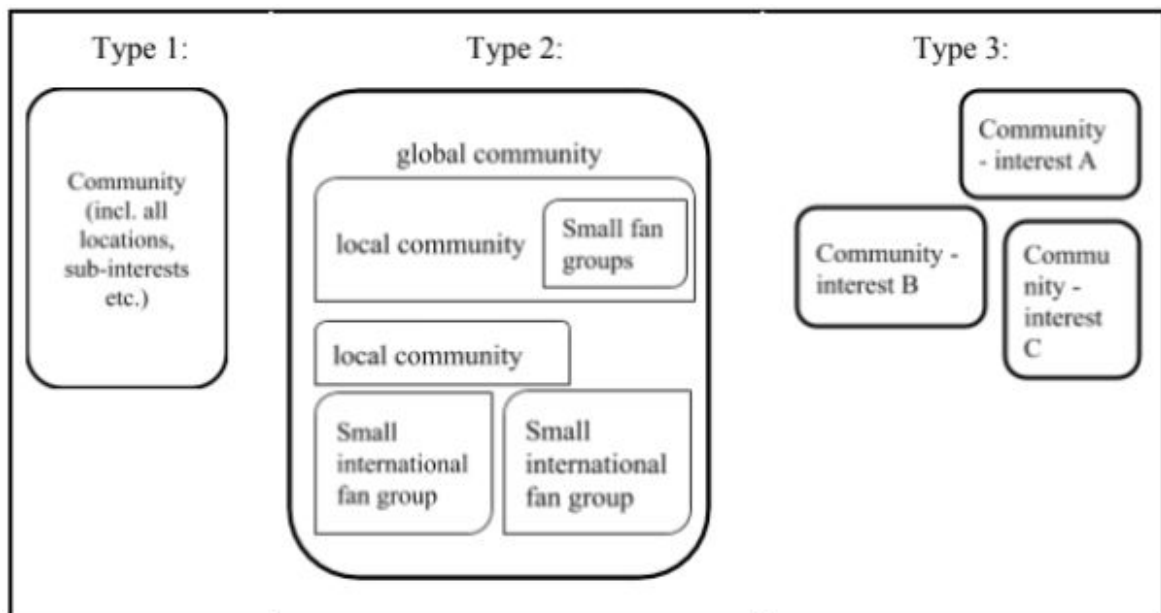 Type 1:
Type 2:
Type 3:
Community
(incl. all
locations,
sub-interests
etc.)
global community
local community
Small fan
groups
local community
Small
international
fan group
Small
international
fan group
Community
- interest A
Community -
interest B
Commu
nity -
interest
C